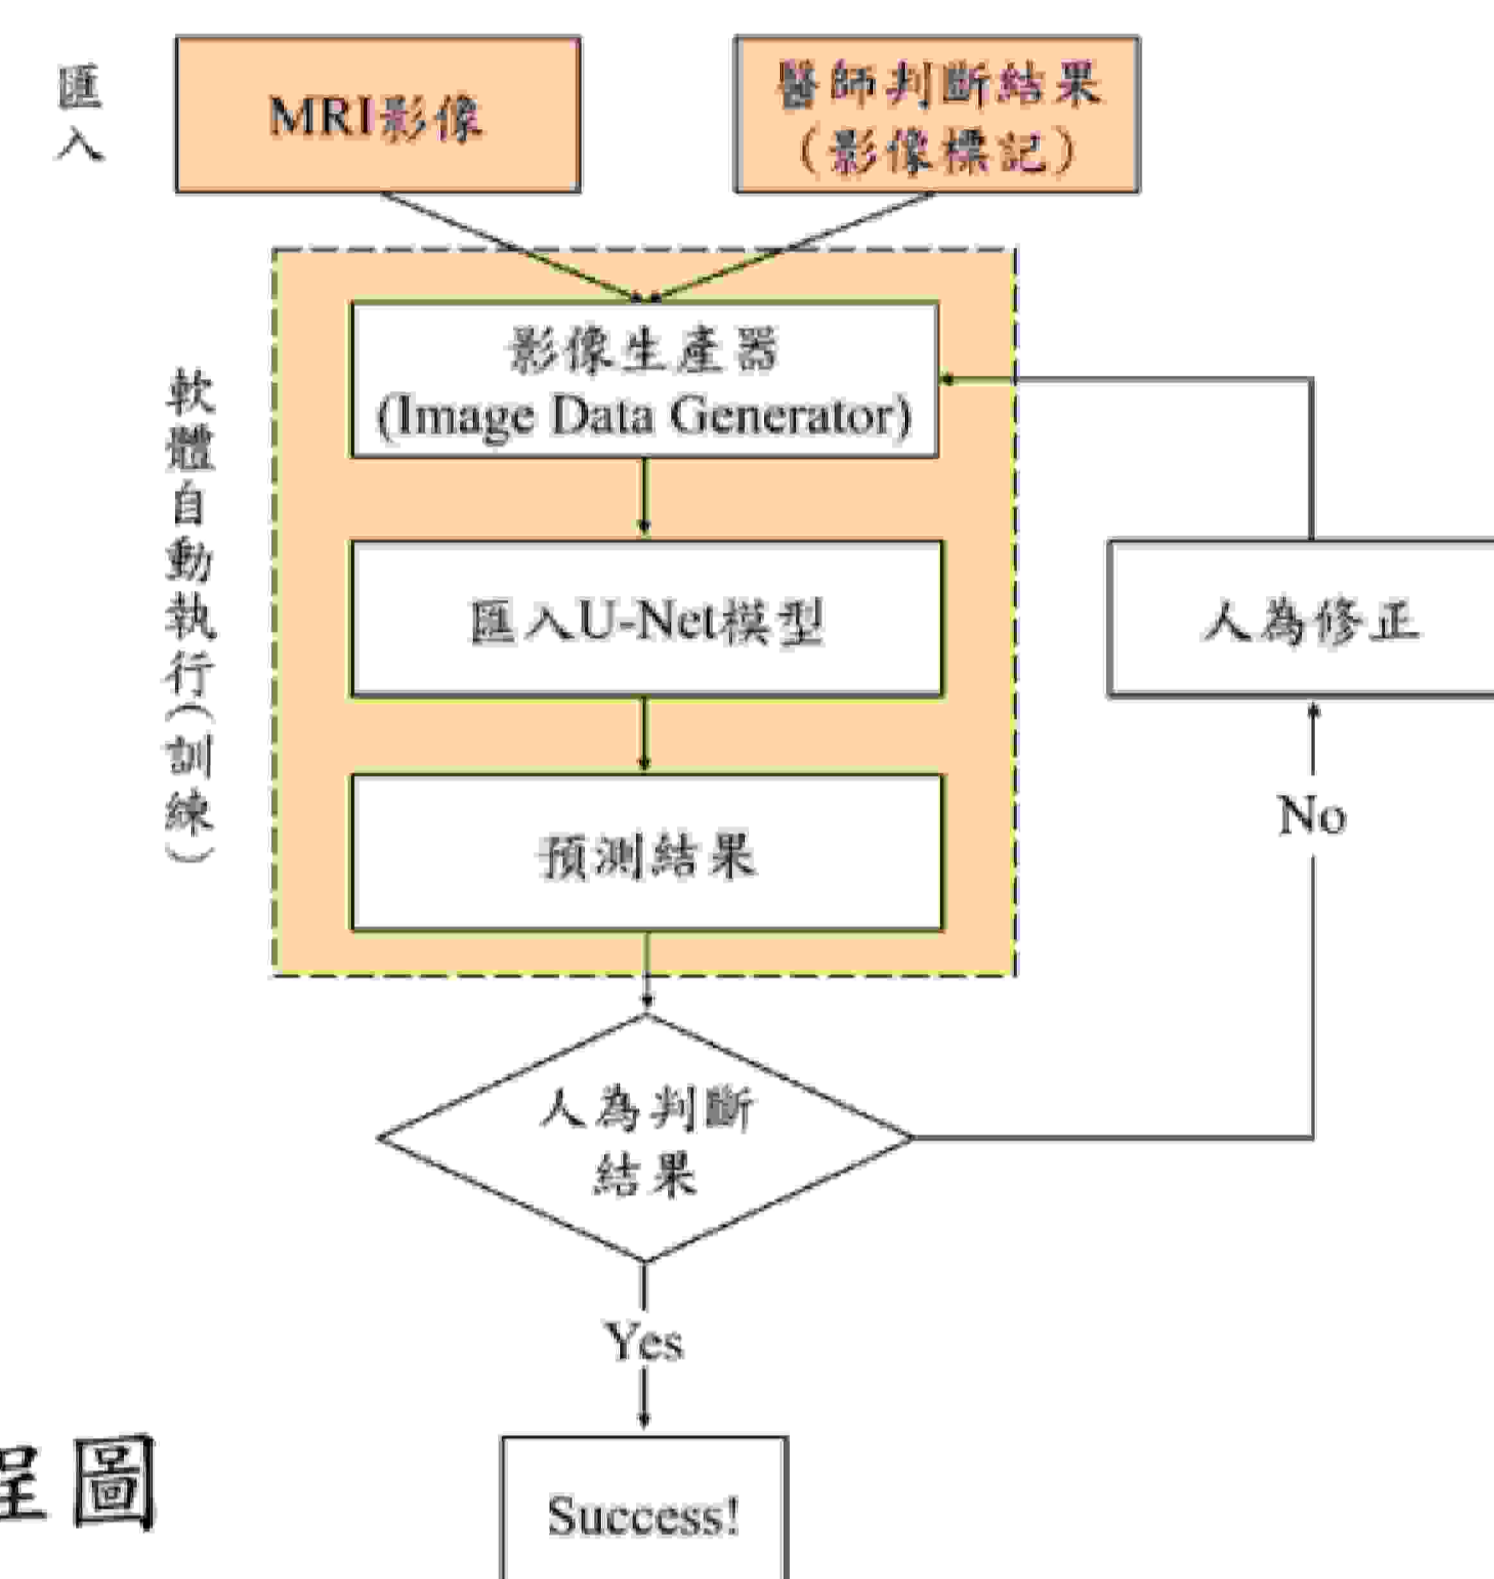 匯入
MRI影像
醫師判斷結果
(影像標記)
軟體自動執行(訓練)
影像生產器
(Image Data Generator)
匯入U-Net模型
預測結果
人為修正
No
人為判斷
結果
Yes
Success!
程圖